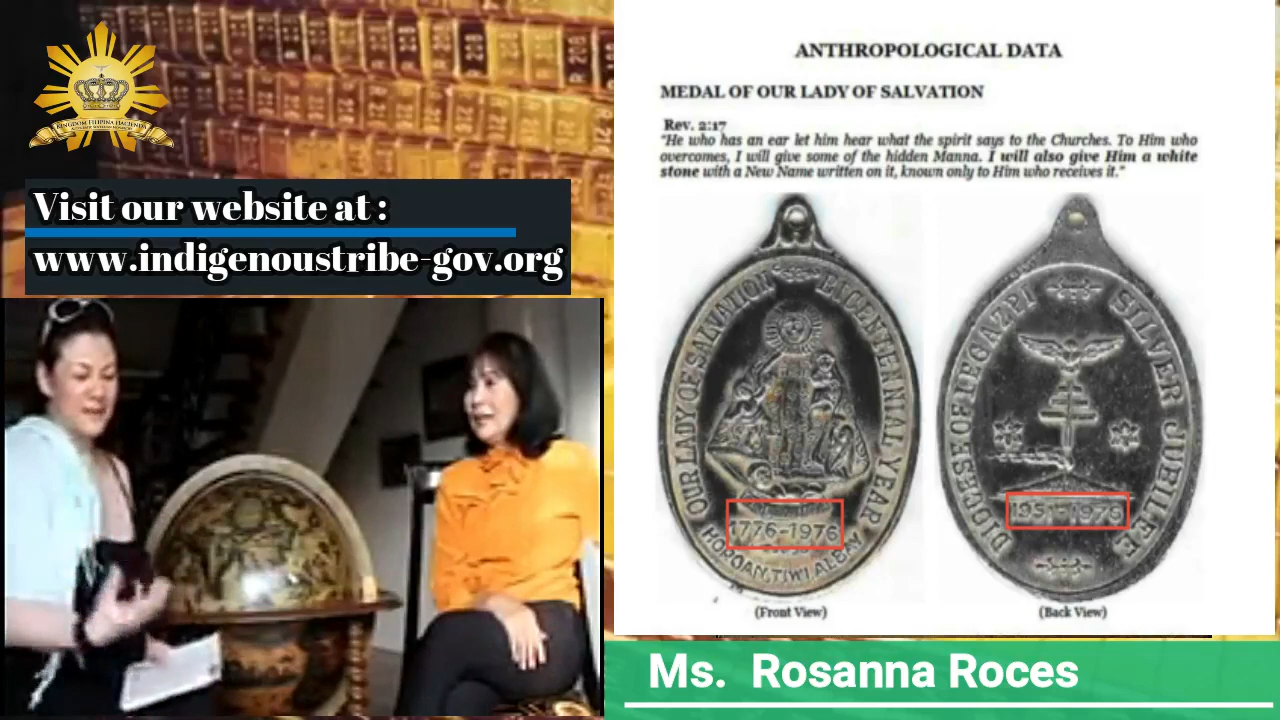 KINGDOM FILIPINA HACIENDA
Visit our website at :
www.indigenoustribe-gov.org
ANTHROPOLOGICAL DATA
MEDAL OF OUR LADY OF SALVATION
Rev. 2:17
"He who has an ear let him hear what the spirit says to the Churches. To Him who
overcomes, I will give some of the hidden Manna. I will also give Him a white
stone with a New Name written on it, known only to Him who receives it."
OUR LADY OF SALVATION BICENTENNIAL YEAR
1776-1976
JOROAN, TIWI ALBAY
(Front View)
DIOCESE OF LEGAZPI SILVER JUBILEE
1951-1976
(Back View)
Ms. Rosanna Roces